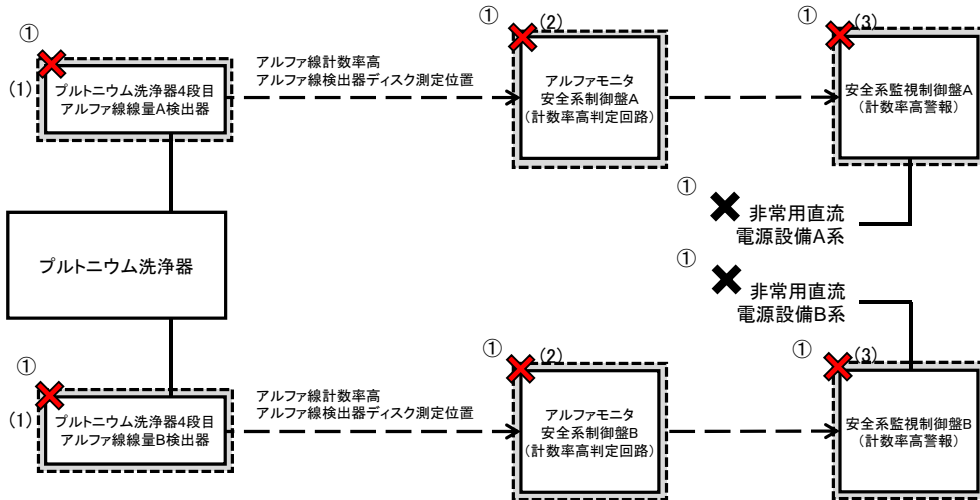 ①
(1)
プルトニウム洗浄器4段目
アルファ線線量A検出器
アルファ線計数率高
アルファ線検出器ディスク測定位置
①
(2)
アルファモニタ
安全系制御盤A
(計数率高判定回路)
①
(3)
安全系監視制御盤A
(計数率高警報)
①
非常用直流
電源設備A系
プルトニウム洗浄器
①
非常用直流
電源設備B系
①
(1)
プルトニウム洗浄器4段目
アルファ線線量B検出器
アルファ線計数率高
アルファ線検出器ディスク測定位置
①
(2)
アルファモニタ
安全系制御盤B
(計数率高判定回路)
①
(3)
安全系監視制御盤B
(計数率高警報)